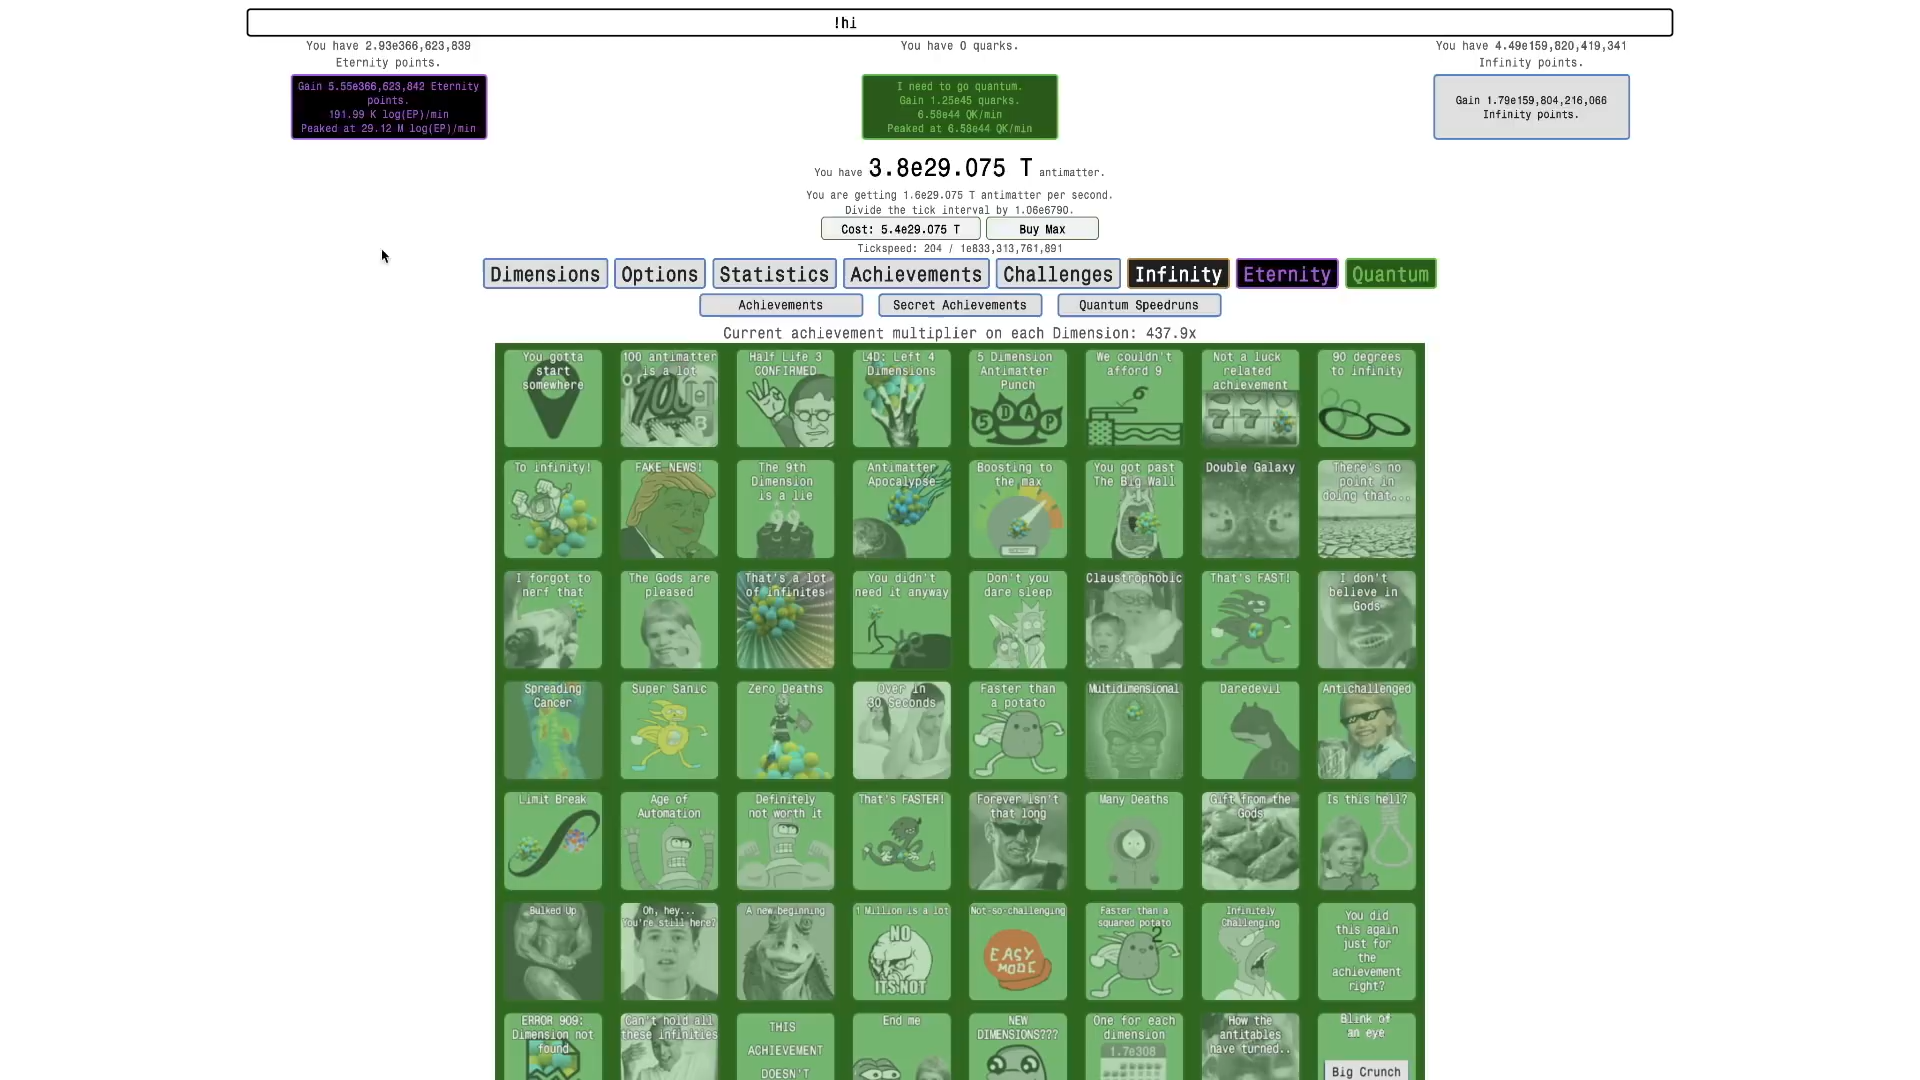 !hi
You have 2.93e366,623,839
Eternity points.
You have 0 quarks.
You have 4.49e159,820,419,341
Infinity points.
Gain 5.55e366,623,842 Eternity
points.
191.99 K log(EP)/min
Peaked at 29.12 M log(EP)/min
I need to go quantum.
Gain 1.25e45 quarks.
6.58e44 QK/min
Peaked at 6.58e44 QK/min
Gain 1.79e159,804,216,066
Infinity points.
You have 3.8e29.075 T antimatter.
You are getting 1.6e29.075 T antimatter per second.
Divide the tick interval by 1.06e6790.
Cost: 5.4e29.075 T
Buy Max
Tickspeed: 204 / 1e833,313,761,891
Dimensions
Options
Statistics
Achievements
Challenges
Infinity
Eternity
Quantum
Achievements
Secret Achievements
Quantum Speedruns
Current achievement multiplier on each Dimension: 437.9x
You gotta
start
somewhere
100 antimatter
is a lot
Half Life 3
CONFIRMED
L4D: Left 4
Dimensions
5 Dimension
Antimatter
Punch
5 D A P
We couldn't
afford 9
Not a luck
related
achievement
7 7
90 degrees
to infinity
To infinity!
FAKE NEWS!
The 9th
Dimension
is a lie
99
Antimatter
Apocalypse
Boosting to
the max
You got past
The Big Wall
Double Galaxy
There's no
point in
doing that...
I forgot to
nerf that
The Gods are
pleased
That's a lot
of infinites
You didn't
need it anyway
Don't you
dare sleep
Claustrophobic
That's FAST!
I don't
believe in
Gods
Spreading
Cancer
Super Sanic
Zero Deaths
Over in
30 Seconds
Faster than
a potato
Multidimensional
Daredevil
Antichallenged
Limit Break
Age of
Automation
Definitely
not worth it
That's FASTER!
Forever isn't
that long
Many Deaths
Gift from the
Gods
Is this hell?
Bulked Up
Oh, hey...
You're still here?
A new beginning
1 Million is a lot
NO
ITS NOT
Not-so-challenging
EASY
MODE
Faster than a
squared potato
2
Infinitely
Challenging
You did
this again
just for
the
achievement
right?
ERROR 909:
Dimension not
found
Can't hold all
these infinities
THIS
ACHIEVEMENT
DOESN'T
End me
NEW
DIMENSIONS???
One for each
dimension
1.7e308
How the
antitables
have turned..
Blink of
an eye
Big Crunch